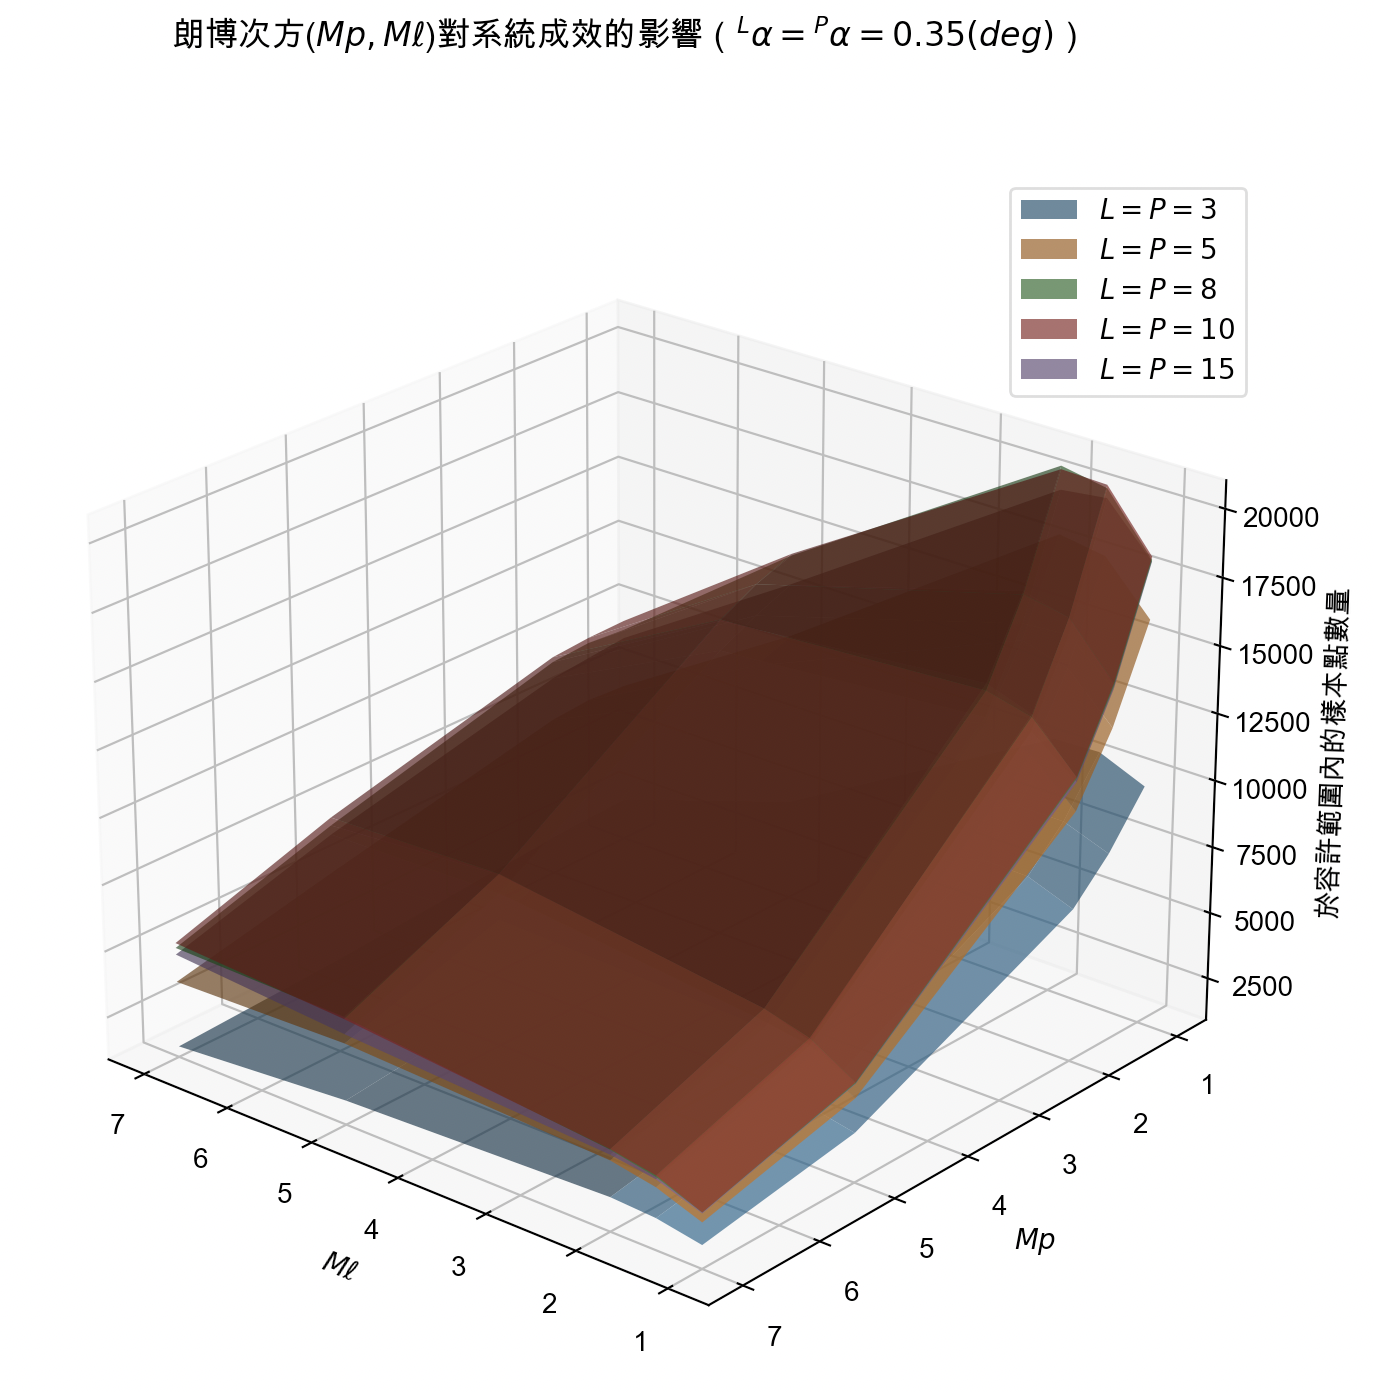 朗博次方(Mp, Mℓ)對系統成效的影響 ( ᴸα = ᴾα = 0.35(deg) )
L = P = 3
L = P = 5
L = P = 8
L = P = 10
L = P = 15
20000
17500
15000
12500
10000
7500
5000
2500
於容許範圍內的樣本點數量
7
6
5
4
3
2
1
Mℓ
1
2
3
4
5
6
7
Mp